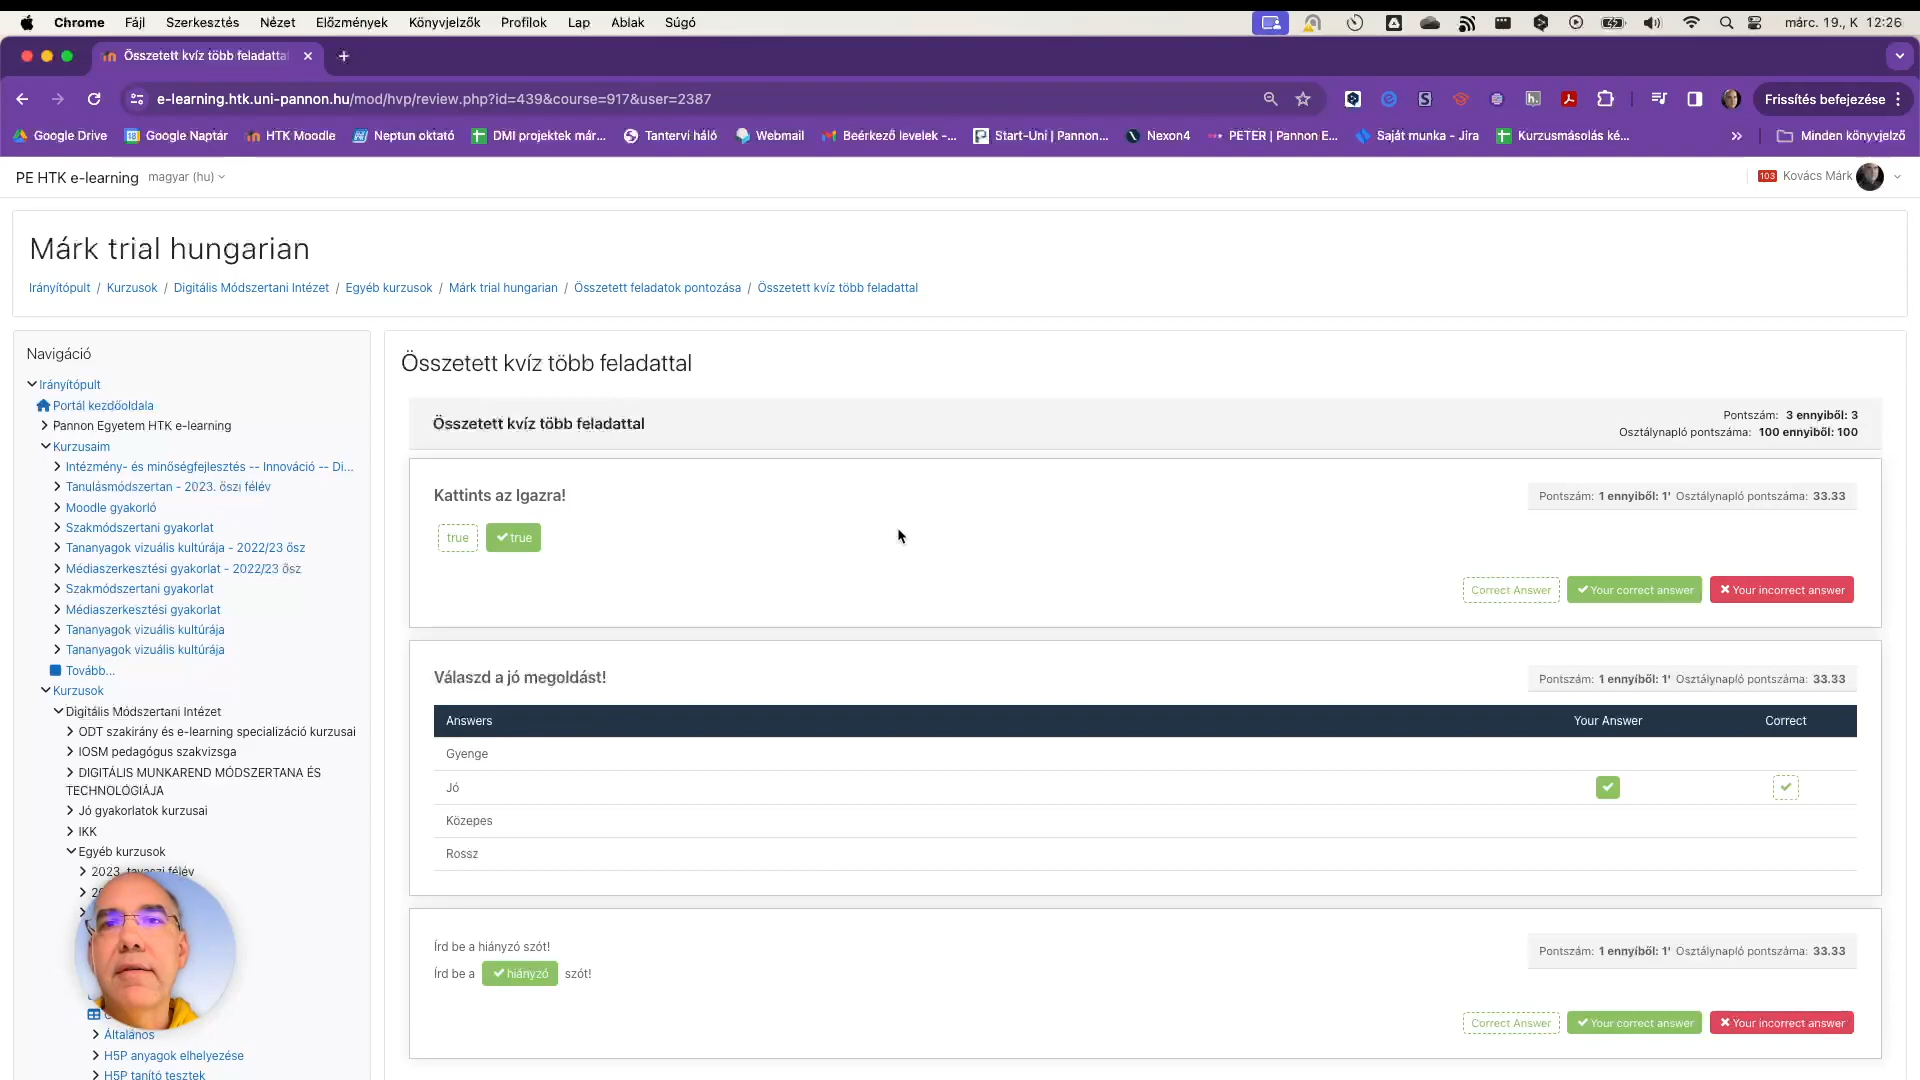 Chrome Fájl Szerkesztés Nézet Előzmények Könyvjelzők Profilok Lap Ablak Súgó márc. 19., K 12:26
Összetett kvíz több feladattal
e-learning.htk.uni-pannon.hu/mod/hvp/review.php?id=439&course=917&user=2387 Frissítés befejezése
Google Drive Google Naptár HTK Moodle Neptun oktató DMI projektek már... Tantervi háló Webmail Beérkező levelek -... Start-Uni | Pannon... Nexon4 PETER | Pannon E... Saját munka - Jira Kurzusmásolás ké... Minden könyvjelző
PE HTK e-learning magyar (hu) 103 Kovács Márk
Márk trial hungarian
Irányítópult / Kurzusok / Digitális Módszertani Intézet / Egyéb kurzusok / Márk trial hungarian / Összetett feladatok pontozása / Összetett kvíz több feladattal
Navigáció
Irányítópult
Portál kezdőoldala
Pannon Egyetem HTK e-learning
Kurzusaim
Intézmény- és minőségfejlesztés -- Innováció -- Di...
Tanulásmódszertan - 2023. őszi félév
Moodle gyakorló
Szakmódszertani gyakorlat
Tananyagok vizuális kultúrája - 2022/23 ősz
Médiaszerkesztési gyakorlat - 2022/23 ősz
Szakmódszertani gyakorlat
Médiaszerkesztési gyakorlat
Tananyagok vizuális kultúrája
Tananyagok vizuális kultúrája
Tovább...
Kurzusok
Digitális Módszertani Intézet
ODT szakirány és e-learning specializáció kurzusai
IOSM pedagógus szakvizsga
DIGITÁLIS MUNKAREND MÓDSZERTANA ÉS
TECHNOLÓGIÁJA
Jó gyakorlatok kurzusai
IKK
Egyéb kurzusok
2023. tavaszi félév
Általános
H5P anyagok elhelyezése
H5P tanító tesztek
Összetett kvíz több feladattal
Összetett kvíz több feladattal
Pontszám: 3 ennyiből: 3
Osztálynapló pontszáma: 100 ennyiből: 100
Kattints az Igazra!
Pontszám: 1 ennyiből: 1' Osztálynapló pontszáma: 33.33
true true
Correct Answer Your correct answer Your incorrect answer
Válaszd a jó megoldást!
Pontszám: 1 ennyiből: 1' Osztálynapló pontszáma: 33.33
Answers Your Answer Correct
Gyenge
Jó
Közepes
Rossz
Írd be a hiányzó szót!
Pontszám: 1 ennyiből: 1' Osztálynapló pontszáma: 33.33
Írd be a hiányzó szót!
Correct Answer Your correct answer Your incorrect answer